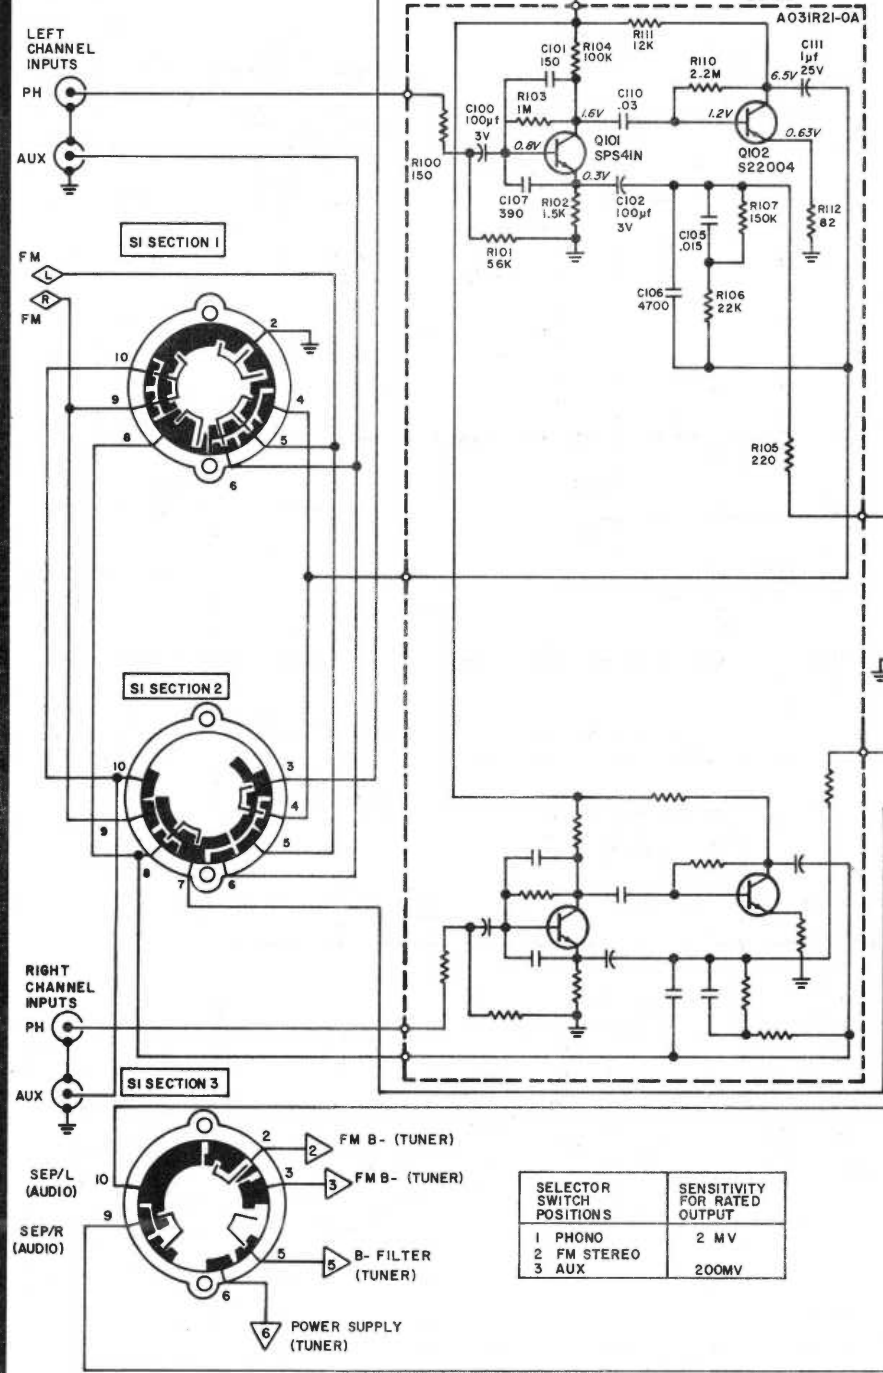 LEFT
CHANNEL
INPUTS
PH
AUX
A031R21-0A
C101
150
R104
100K
R111
12K
R110
2.2M
6.5V
C111
1µf
25V
R103
1M
C100
100µf
3V
1.6V
C110
.03
1.2V
0.63V
0.8V
Q101
SPS41N
Q102
S22004
R100
150
0.3V
C107
390
R102
1.5K
C102
100µf
3V
R107
150K
R112
82
C105
.015
R101
56K
C106
4700
R106
22K
R105
220
SI SECTION 1
FM
L
R
FM
2
10
9
8
4
5
6
SI SECTION 2
10
9
8
7
6
5
4
3
RIGHT
CHANNEL
INPUTS
PH
AUX
SI SECTION 3
SEP/L
(AUDIO)
10
9
SEP/R
(AUDIO)
2
2
FM B- (TUNER)
3
3
FM B- (TUNER)
5
5
B- FILTER
(TUNER)
6
6
POWER SUPPLY
(TUNER)
SELECTOR
SWITCH
POSITIONS
SENSITIVITY
FOR RATED
OUTPUT
1 PHONO
2 MV
2 FM STEREO
3 AUX
200MV